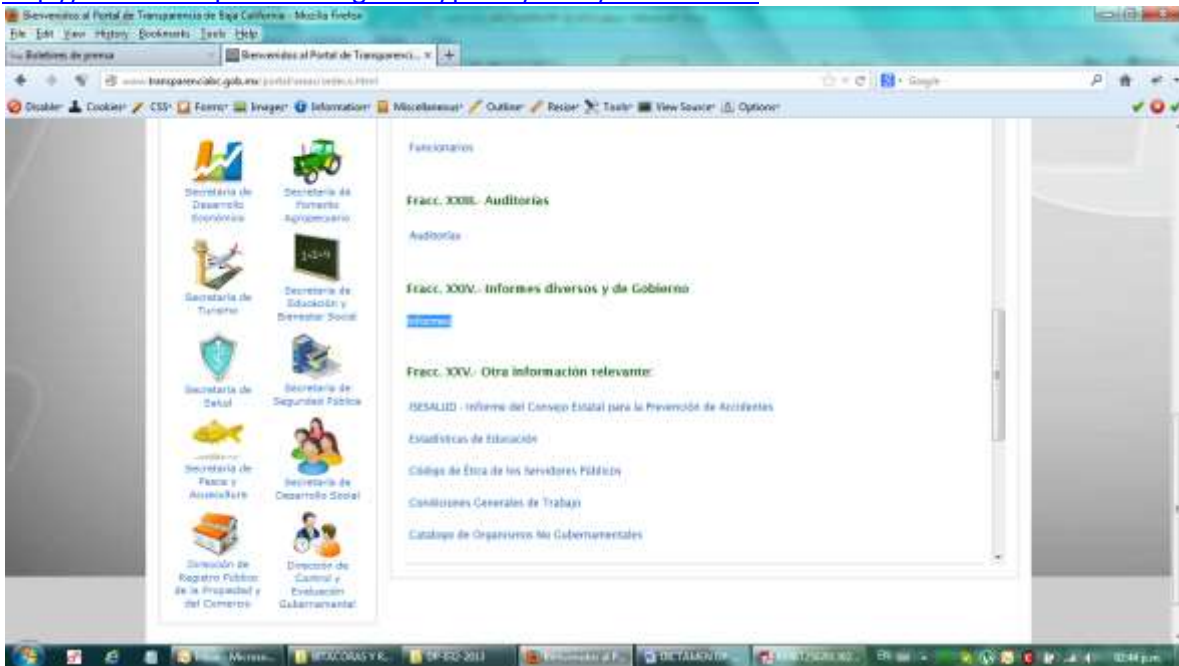 Bienvenidos al Portal de Transparencia de Baja California - Mozilla Firefox
File Edit View History Bookmarks Tools Help
Boletines de prensa
Bienvenidos al Portal de Transparenci...
www.transparenciabc.gob.mx
Google
Disable Cookies CSS Forms Images Information Miscellaneous Outline Resize Tools View Source Options
Secretaría de Desarrollo Económico
Secretaría de Fomento Agropecuario
Secretaría de Turismo
Secretaría de Educación y Bienestar Social
Secretaría de Salud
Secretaría de Seguridad Pública
Secretaría de Pesca y Acuacultura
Secretaría de Desarrollo Social
Dirección de Registro Público de la Propiedad y del Comercio
Dirección de Control y Evaluación Gubernamental
Funcionarios
Fracc. XXIII.- Auditorías
Auditorías
Fracc. XXIV.- Informes diversos y de Gobierno
Informes
Fracc. XXV.- Otra información relevante:
ISESALUD - Informe del Consejo Estatal para la Prevención de Accidentes
Estadísticas de Educación
Código de Ética de los Servidores Públicos
Condiciones Generales de Trabajo
Catalogo de Organismos No Gubernamentales
BITACORAS Y R...
02:44 p.m.